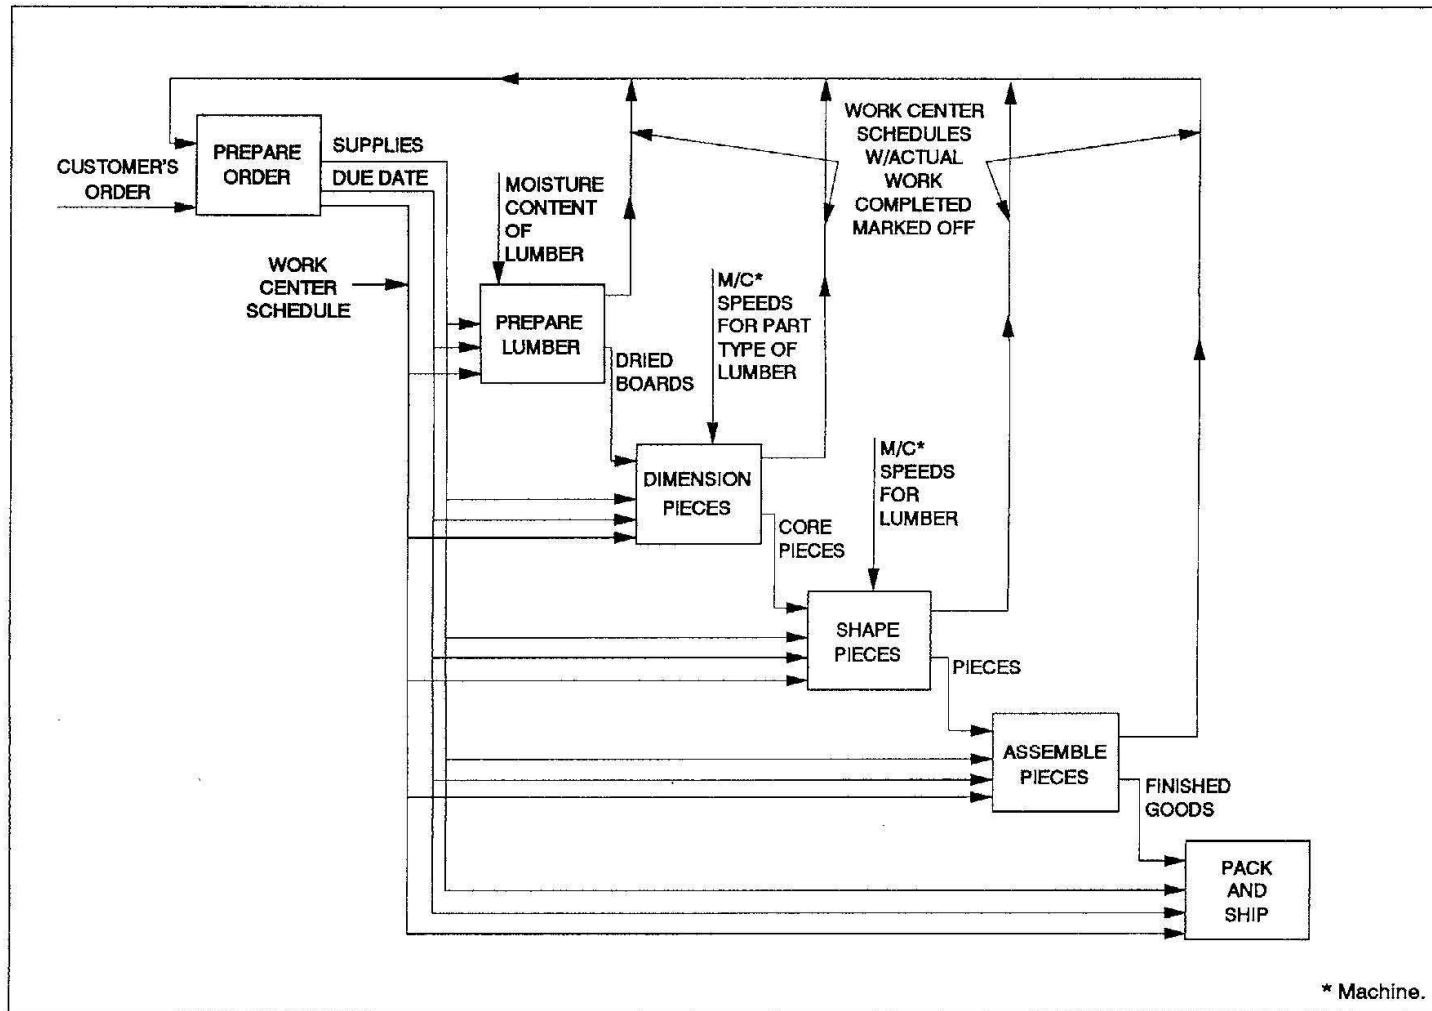 PREPARE
ORDER
CUSTOMER'S
ORDER
SUPPLIES
DUE DATE
WORK
CENTER
SCHEDULE
MOISTURE
CONTENT
OF
LUMBER
WORK CENTER
SCHEDULES
W/ACTUAL
WORK
COMPLETED
MARKED OFF
PREPARE
LUMBER
DRIED
BOARDS
M/C*
SPEEDS
FOR PART
TYPE OF
LUMBER
DIMENSION
PIECES
CORE
PIECES
M/C*
SPEEDS
FOR
LUMBER
SHAPE
PIECES
PIECES
ASSEMBLE
PIECES
FINISHED
GOODS
PACK
AND
SHIP
* Machine.